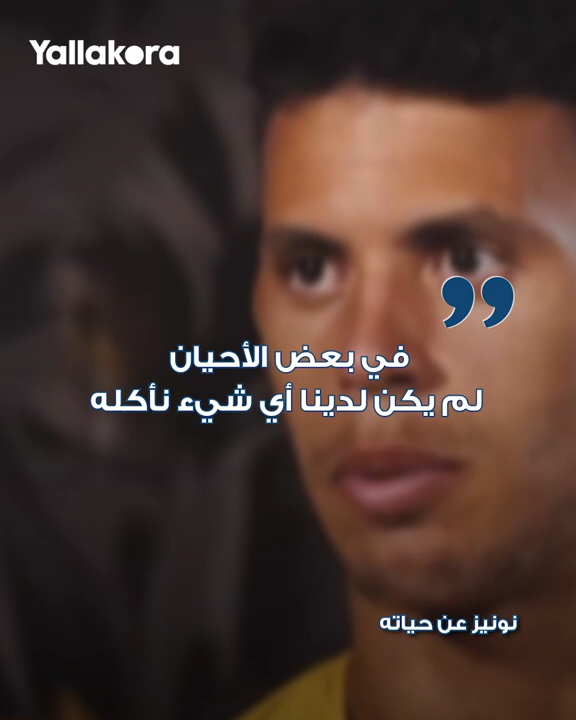 Yallakora
في بعض الأحيان
لم يكن لدينا أي شيء نأكله
نونيز عن حياته